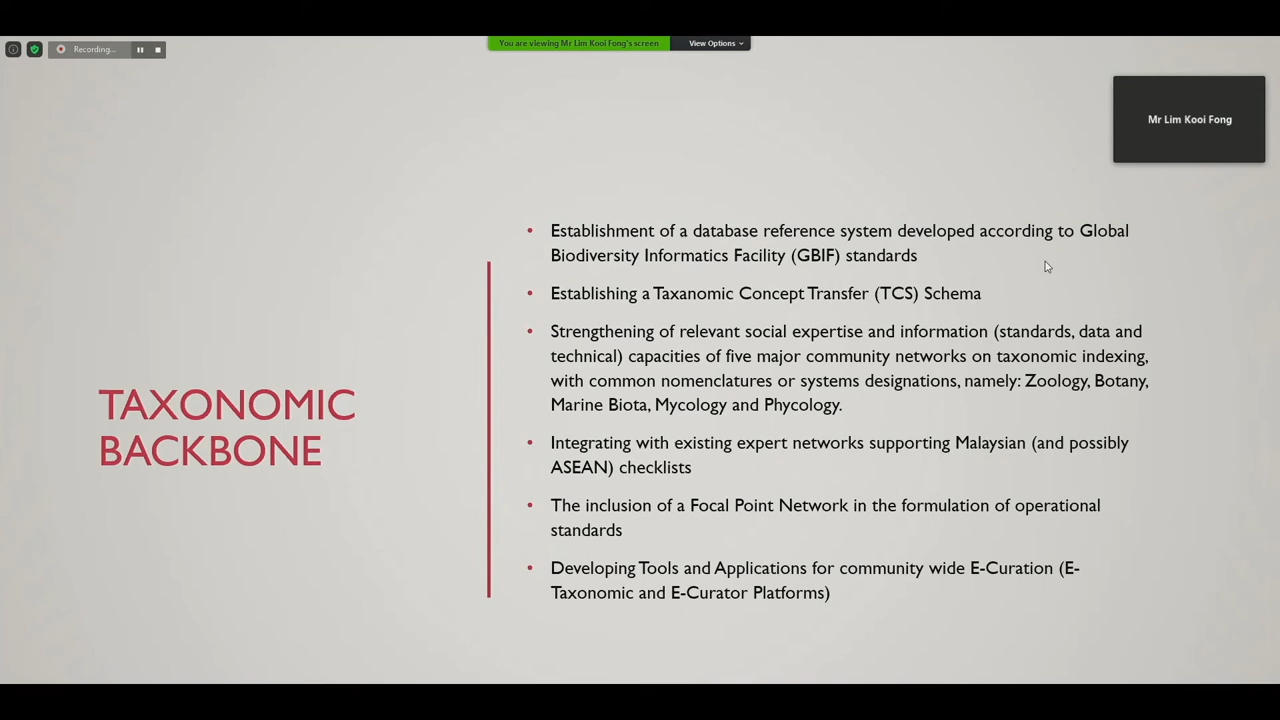 Recording...
You are viewing Mr Lim Kooi Fong's screen
View Options
Mr Lim Kooi Fong
TAXONOMIC
BACKBONE
• Establishment of a database reference system developed according to Global
Biodiversity Informatics Facility (GBIF) standards
• Establishing a Taxanomic Concept Transfer (TCS) Schema
• Strengthening of relevant social expertise and information (standards, data and
technical) capacities of five major community networks on taxonomic indexing,
with common nomenclatures or systems designations, namely: Zoology, Botany,
Marine Biota, Mycology and Phycology.
• Integrating with existing expert networks supporting Malaysian (and possibly
ASEAN) checklists
• The inclusion of a Focal Point Network in the formulation of operational
standards
• Developing Tools and Applications for community wide E-Curation (E-
Taxonomic and E-Curator Platforms)